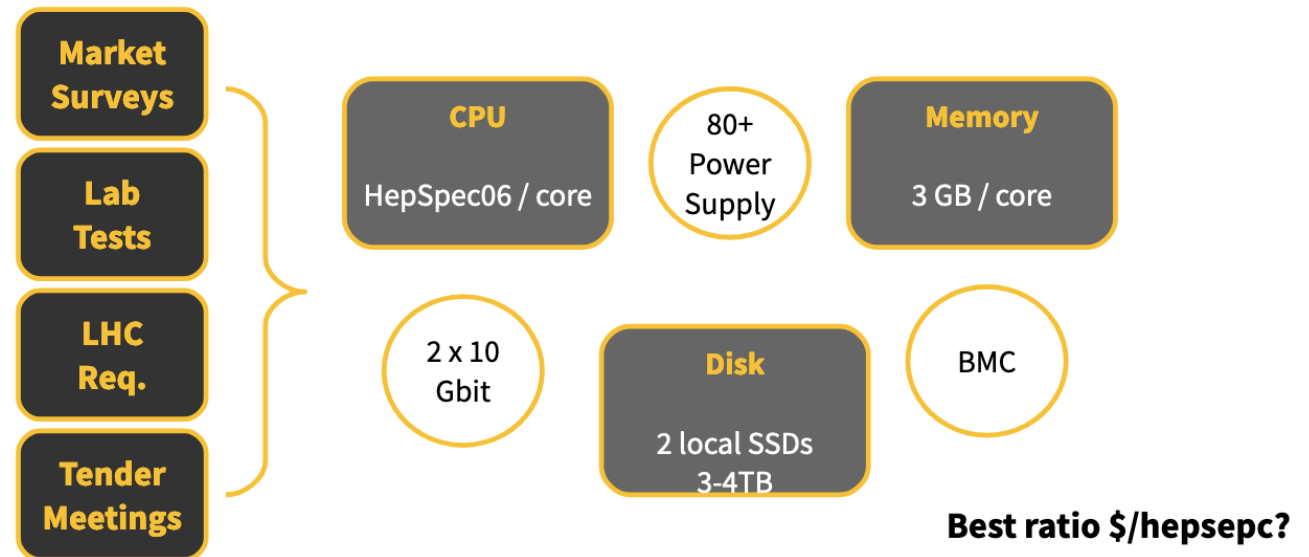 Market
Surveys
Lab
Tests
LHC
Req.
Tender
Meetings
CPU
HepSpec06 / core
80+
Power
Supply
Memory
3 GB / core
2 x 10
Gbit
Disk
2 local SSDs
3-4TB
BMC
Best ratio $/hepsepc?